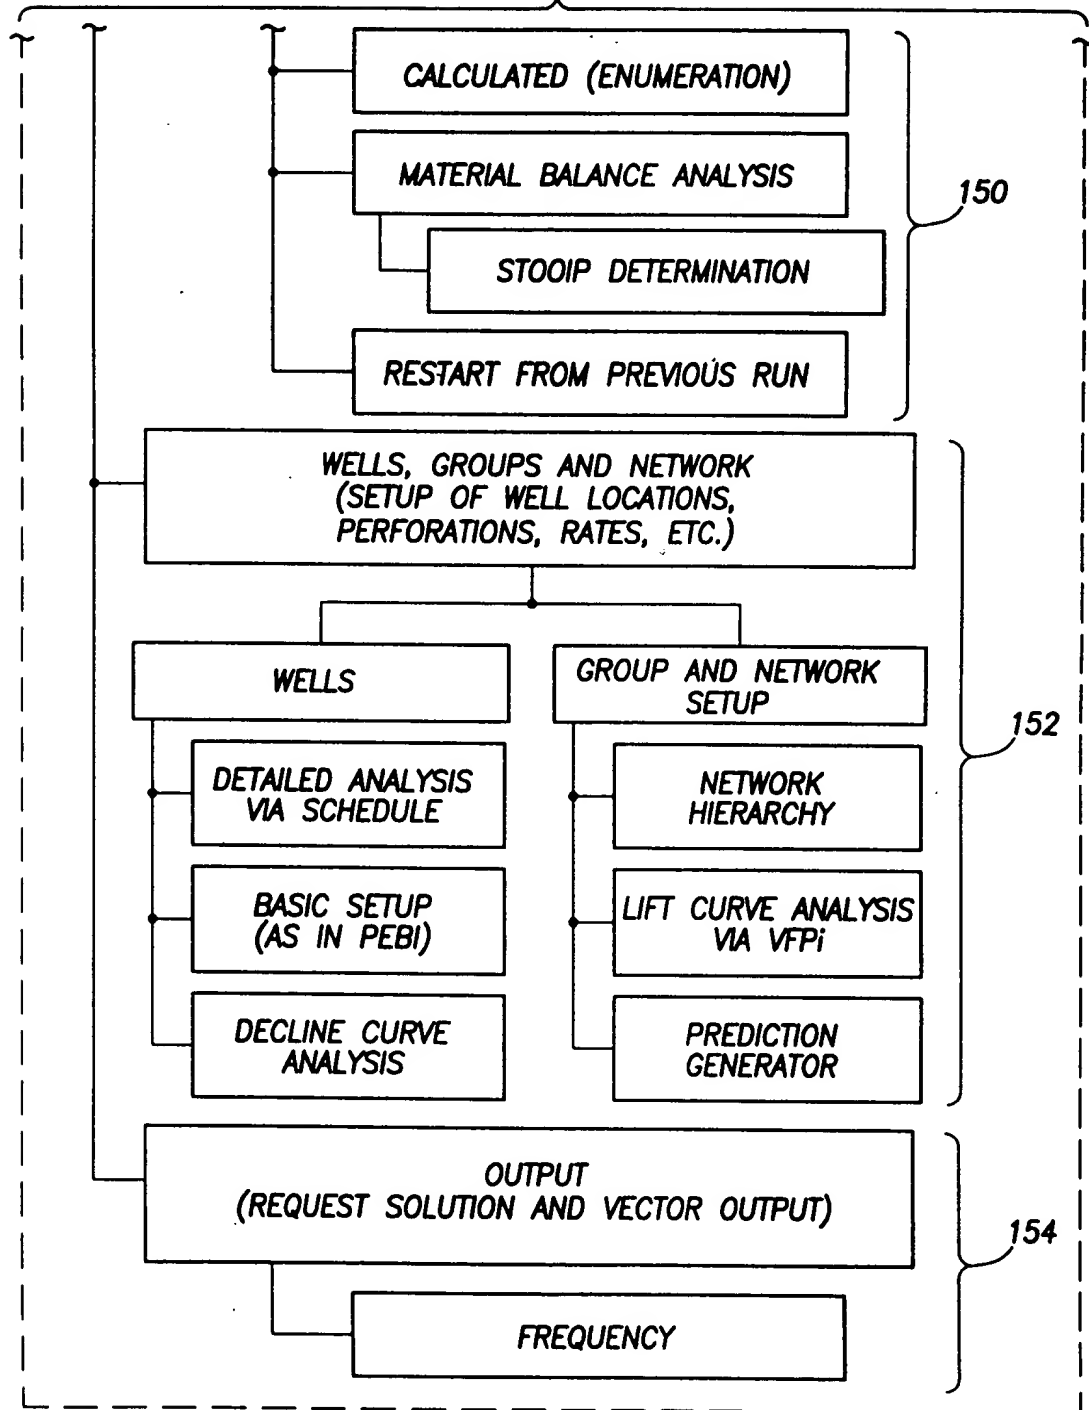 CALCULATED (ENUMERATION)
MATERIAL BALANCE ANALYSIS
150
STOOIP DETERMINATION
RESTART FROM PREVIOUS RUN
WELLS, GROUPS AND NETWORK
(SETUP OF WELL LOCATIONS,
PERFORATIONS, RATES, ETC.)
WELLS
GROUP AND NETWORK
SETUP
152
DETAILED ANALYSIS
VIA SCHEDULE
NETWORK
HIERARCHY
BASIC SETUP
(AS IN PEBI)
LIFT CURVE ANALYSIS
VIA VFPi
DECLINE CURVE
ANALYSIS
PREDICTION
GENERATOR
OUTPUT
(REQUEST SOLUTION AND VECTOR OUTPUT)
154
FREQUENCY